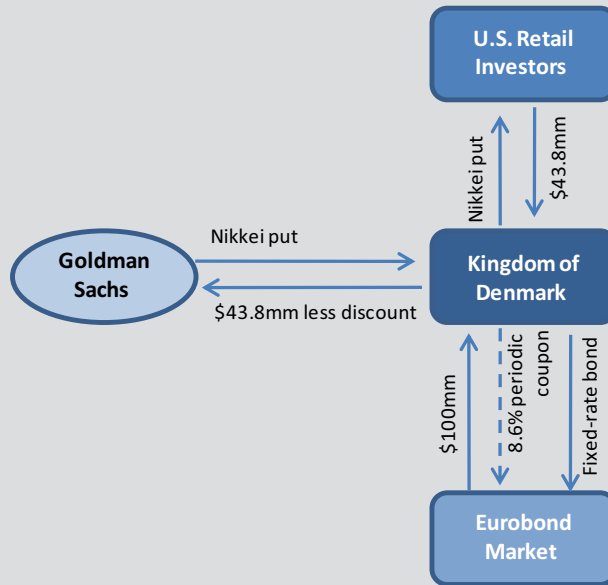 U.S. Retail
Investors
Nikkei put
$43.8mm
Nikkei put
Goldman
Sachs
Kingdom of
Denmark
$43.8mm less discount
$100mm
8.6% periodic
coupon
Fixed-rate bond
Eurobond
Market